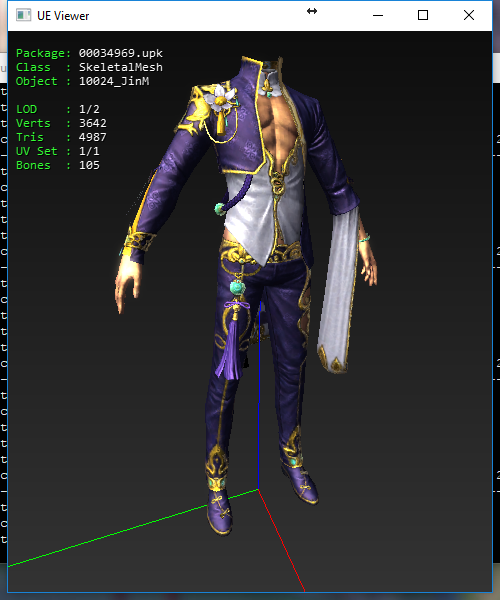 UE Viewer
Package: 00034969.upk
Class : SkeletalMesh
Object : 10024_JinM
LOD : 1/2
Verts : 3642
Tris : 4987
UV Set : 1/1
Bones : 105